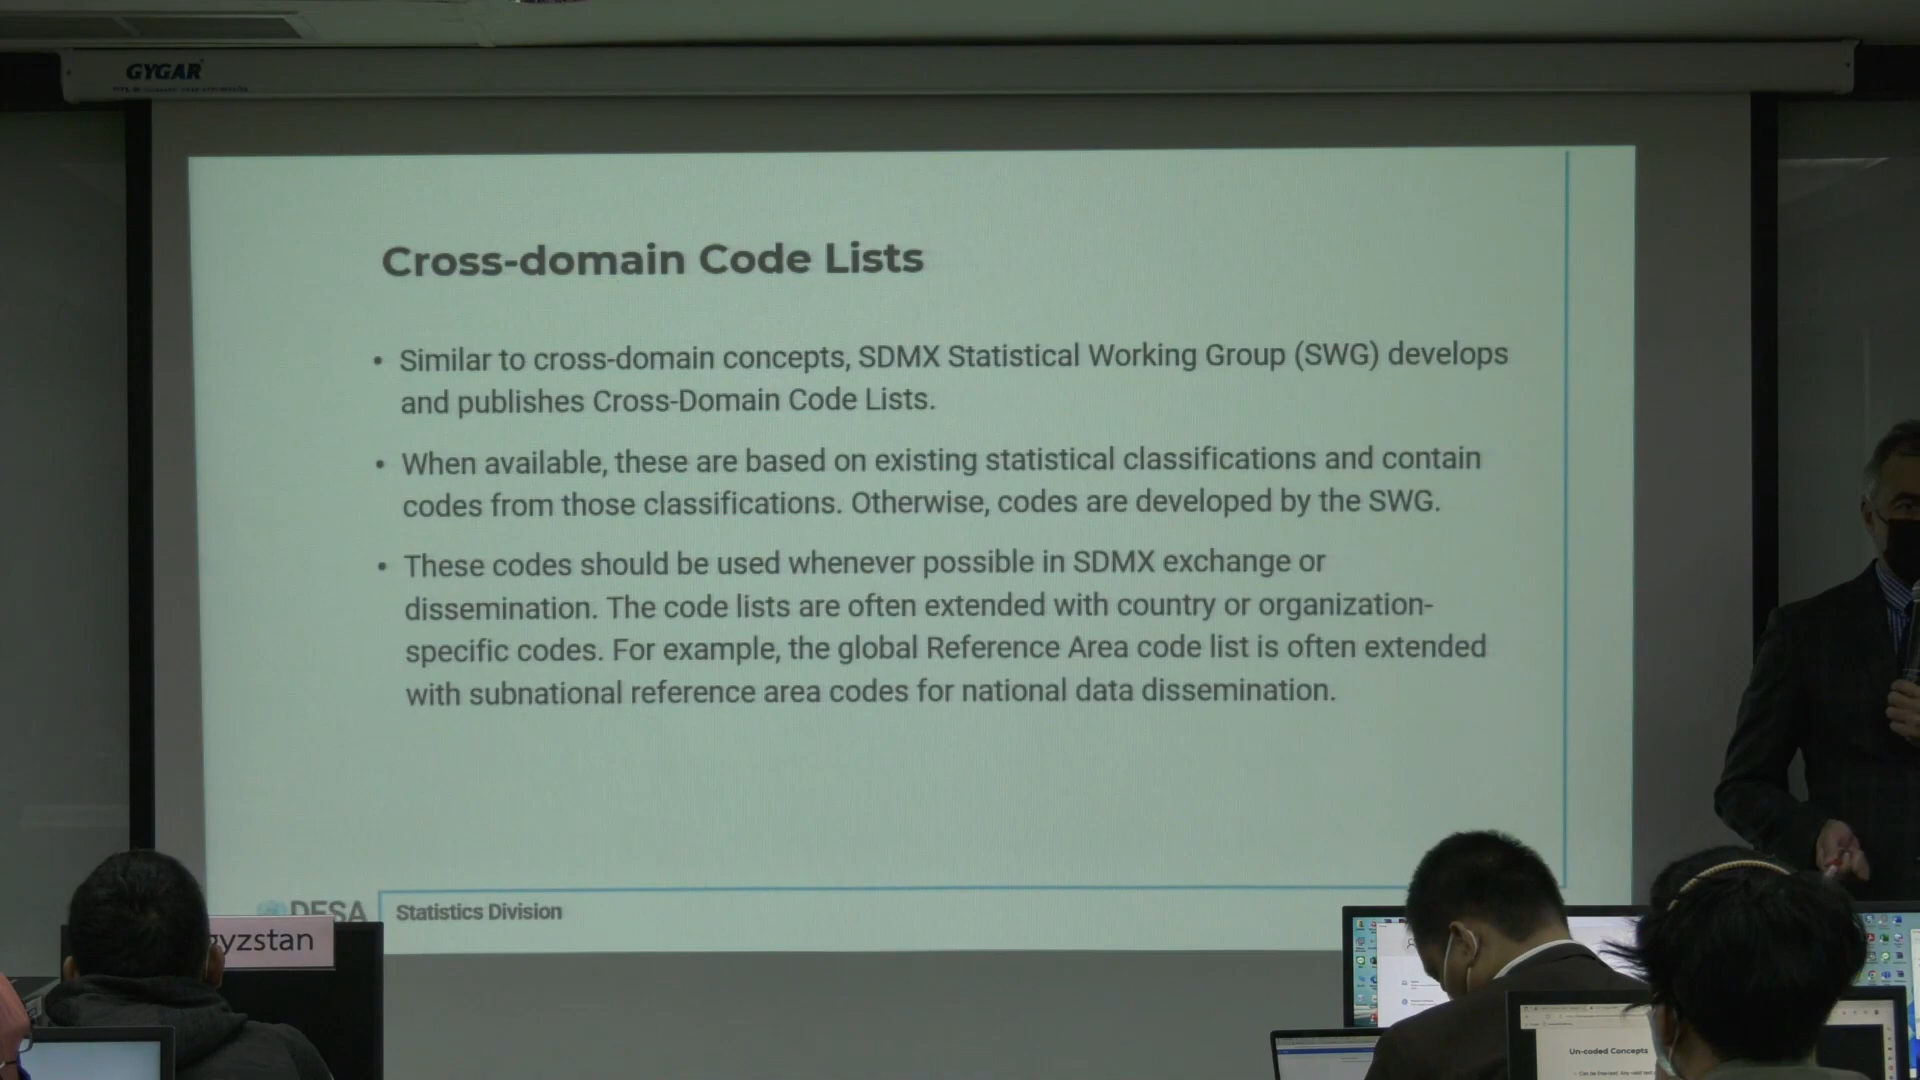 GYGAR
Cross-domain Code Lists
• Similar to cross-domain concepts, SDMX Statistical Working Group (SWG) develops
and publishes Cross-Domain Code Lists.
• When available, these are based on existing statistical classifications and contain
codes from those classifications. Otherwise, codes are developed by the SWG.
• These codes should be used whenever possible in SDMX exchange or
dissemination. The code lists are often extended with country or organization-
specific codes. For example, the global Reference Area code list is often extended
with subnational reference area codes for national data dissemination.
DESA
Statistics Division
gyzstan
Un-coded Concepts